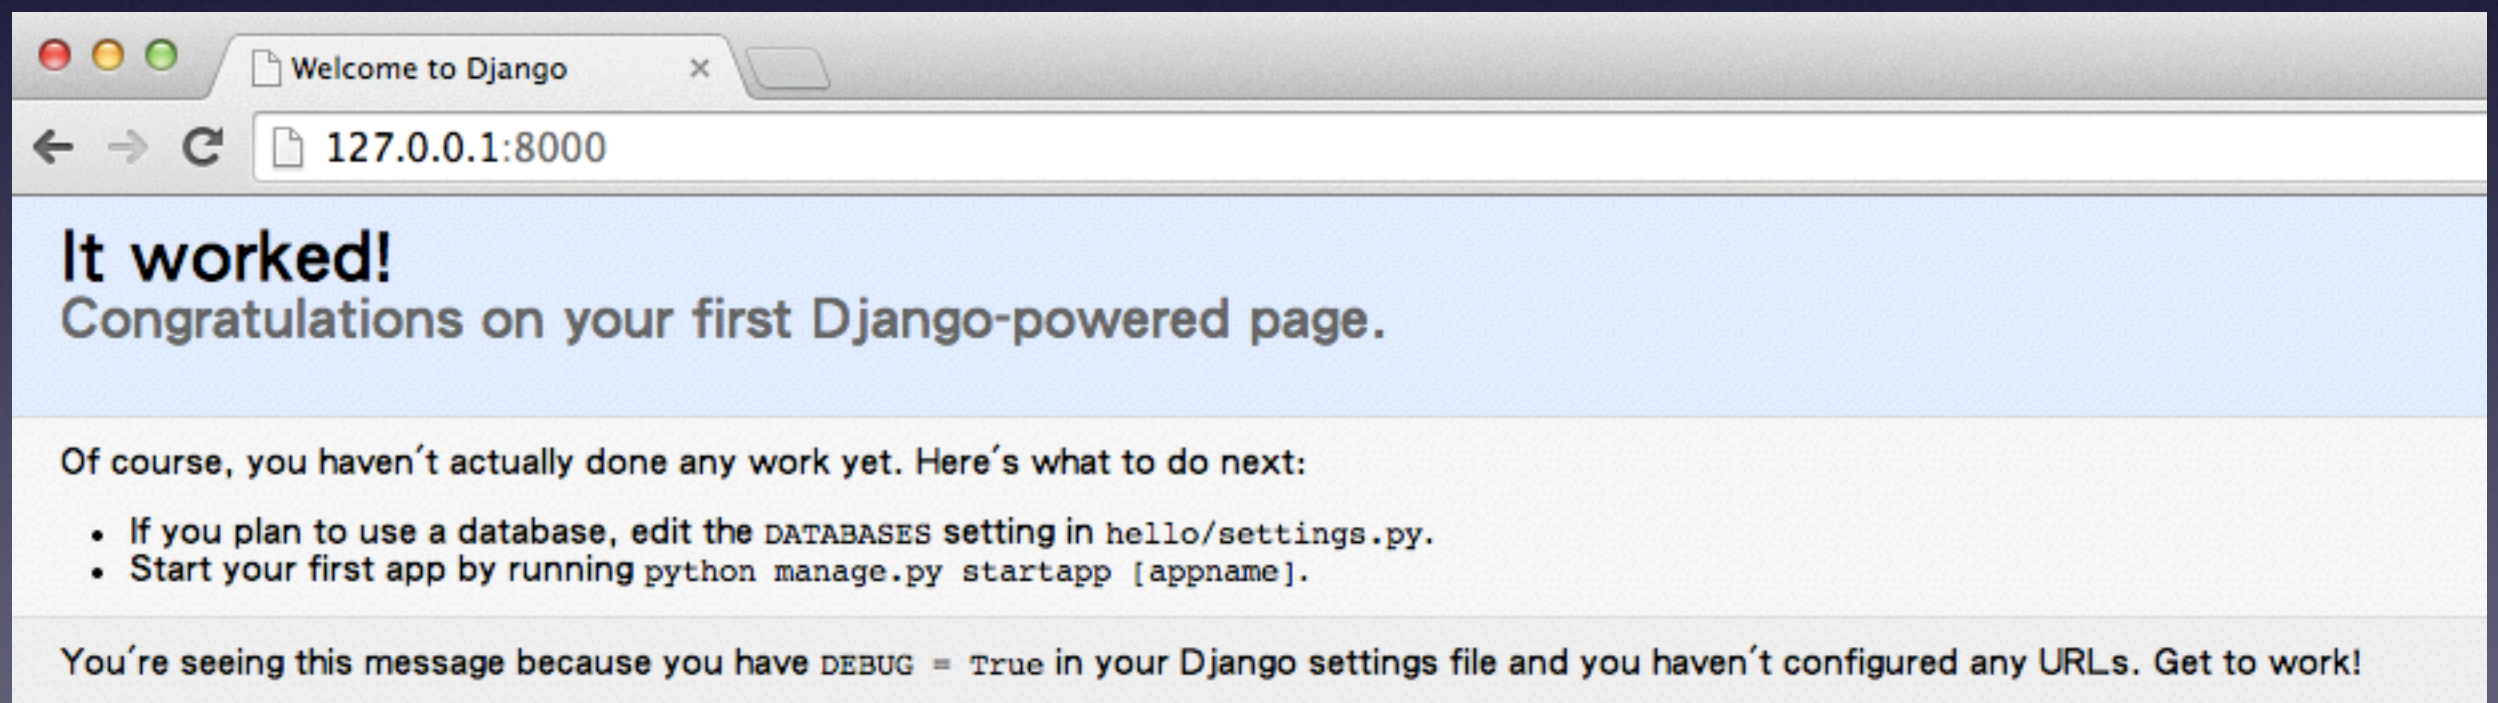 Welcome to Django
127.0.0.1:8000
It worked!
Congratulations on your first Django-powered page.
Of course, you haven't actually done any work yet. Here's what to do next:
• If you plan to use a database, edit the DATABASES setting in hello/settings.py.
• Start your first app by running python manage.py startapp [appname].
You're seeing this message because you have DEBUG = True in your Django settings file and you haven't configured any URLs. Get to work!